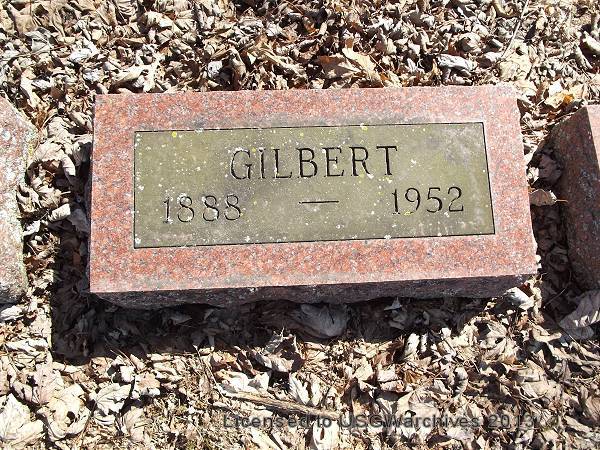 GILBERT
1888 — 1952
Licensed to USGWarchives 2013